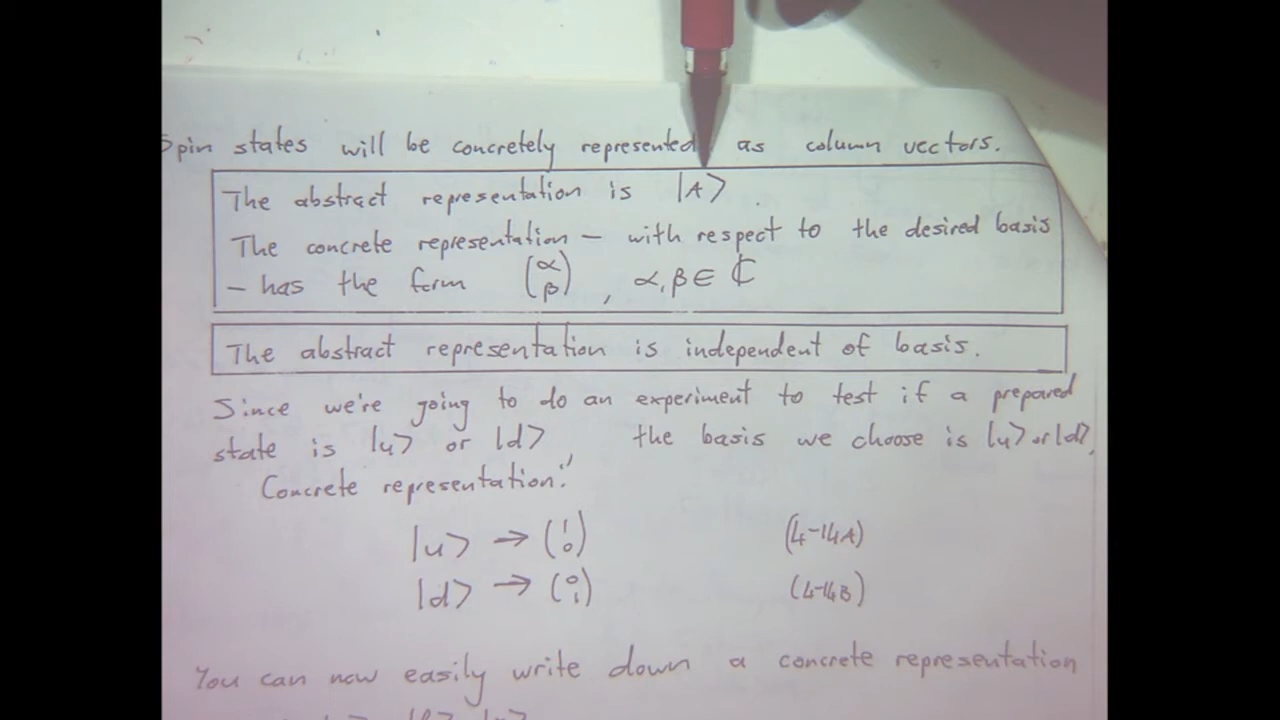 Spin states will be concretely represented as column vectors.
The abstract representation is |A>.
The concrete representation – with respect to the desired basis
– has the form (α β), α,β ∈ ℂ
The abstract representation is independent of basis.
Since we're going to do an experiment to test if a prepared
state is |u> or |d> the basis we choose is |u> or |d>.
Concrete representation:
|u> → (1 0) (4-14A)
|d> → (0 1) (4-14B)
You can now easily write down a concrete representation